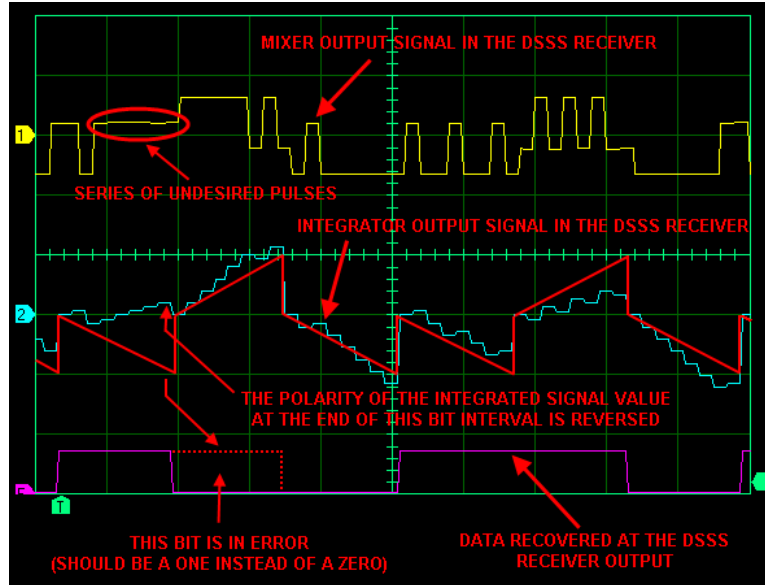 MIXER OUTPUT SIGNAL IN THE DSSS RECEIVER
1
SERIES OF UNDESIRED PULSES
INTEGRATOR OUTPUT SIGNAL IN THE DSSS RECEIVER
2
THE POLARITY OF THE INTEGRATED SIGNAL VALUE
AT THE END OF THIS BIT INTERVAL IS REVERSED
T
THIS BIT IS IN ERROR
(SHOULD BE A ONE INSTEAD OF A ZERO)
DATA RECOVERED AT THE DSSS
RECEIVER OUTPUT